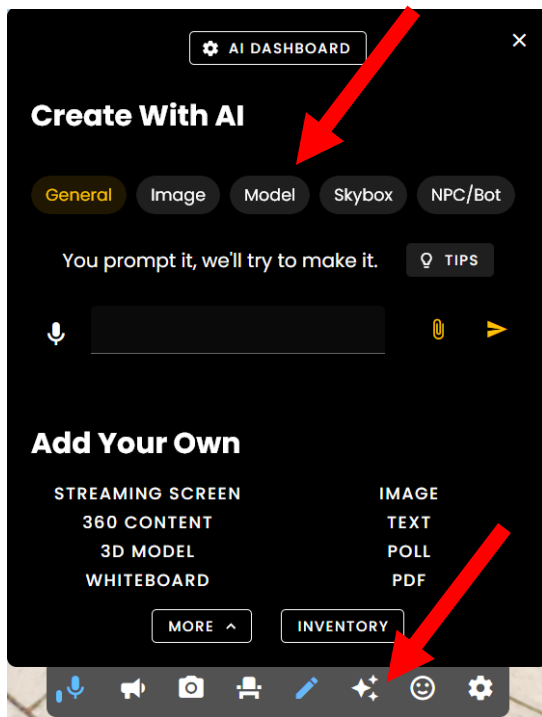 AI DASHBOARD
Create With AI
General Image Model Skybox NPC/Bot
You prompt it, we'll try to make it. TIPS
Add Your Own
STREAMING SCREEN IMAGE
360 CONTENT TEXT
3D MODEL POLL
WHITEBOARD PDF
MORE INVENTORY